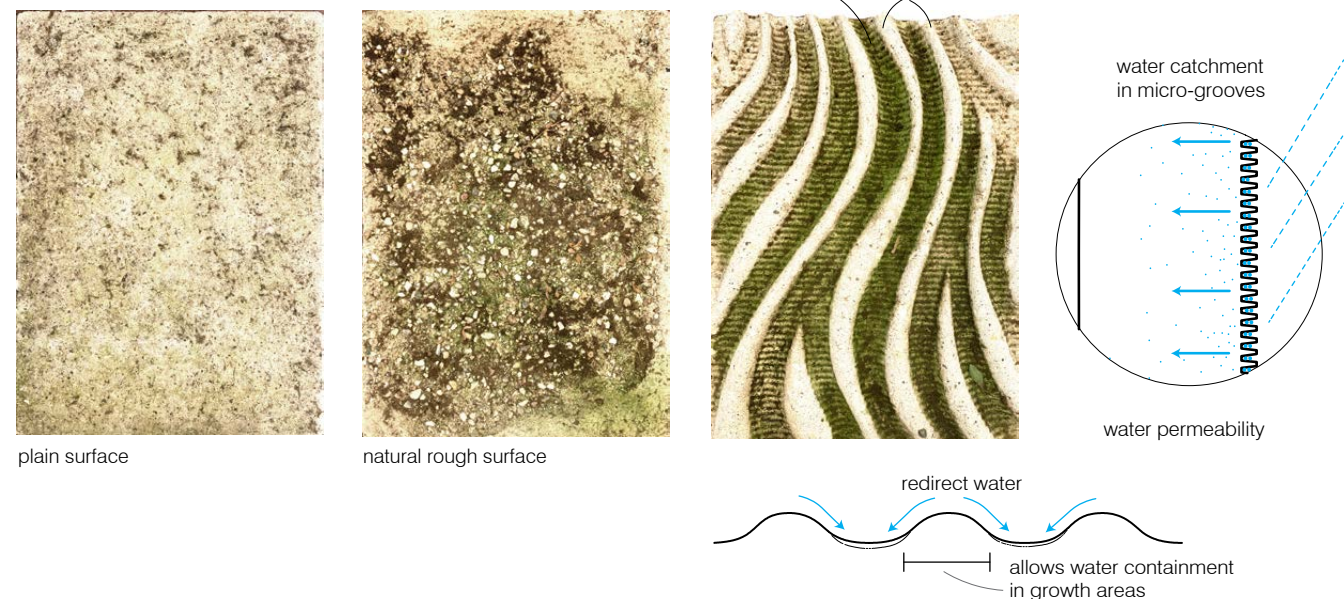 water catchment
in micro-grooves
water permeability
plain surface
natural rough surface
redirect water
allows water containment
in growth areas